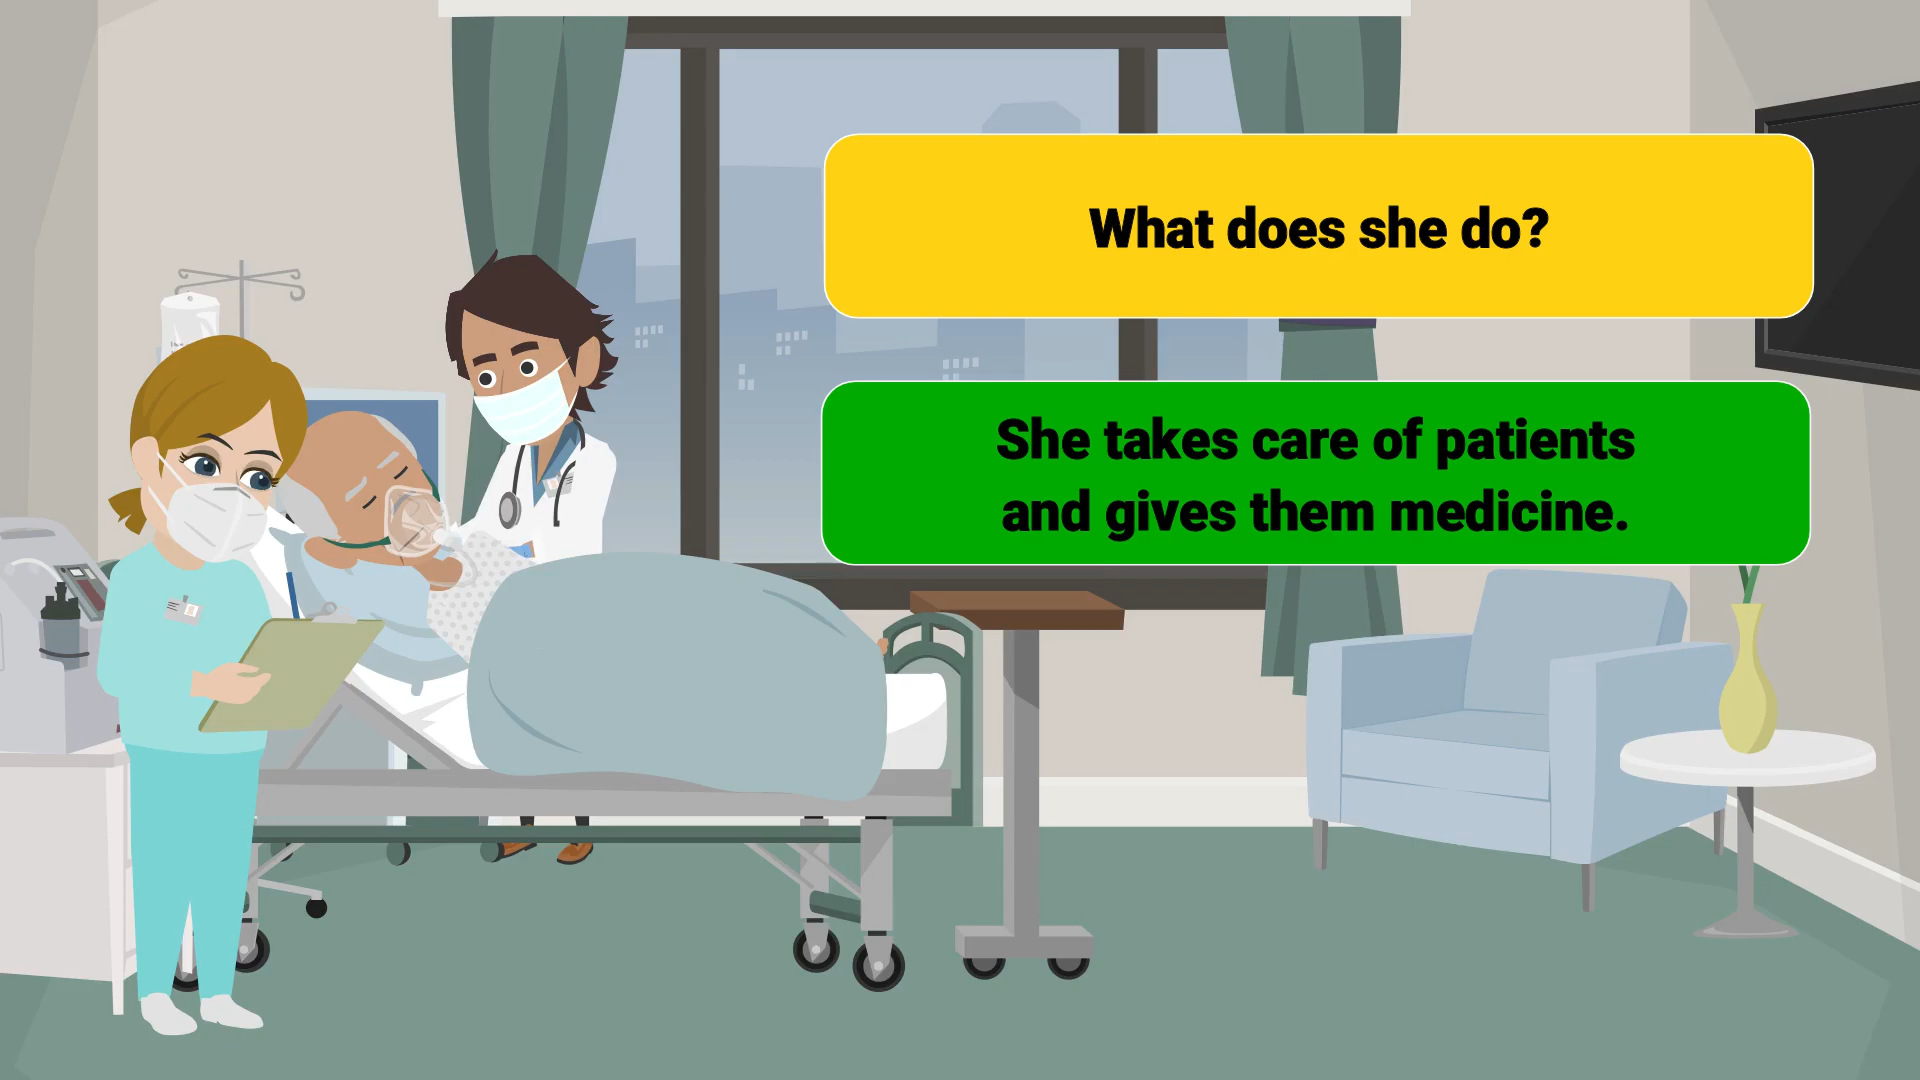 What does she do?
She takes care of patients
and gives them medicine.